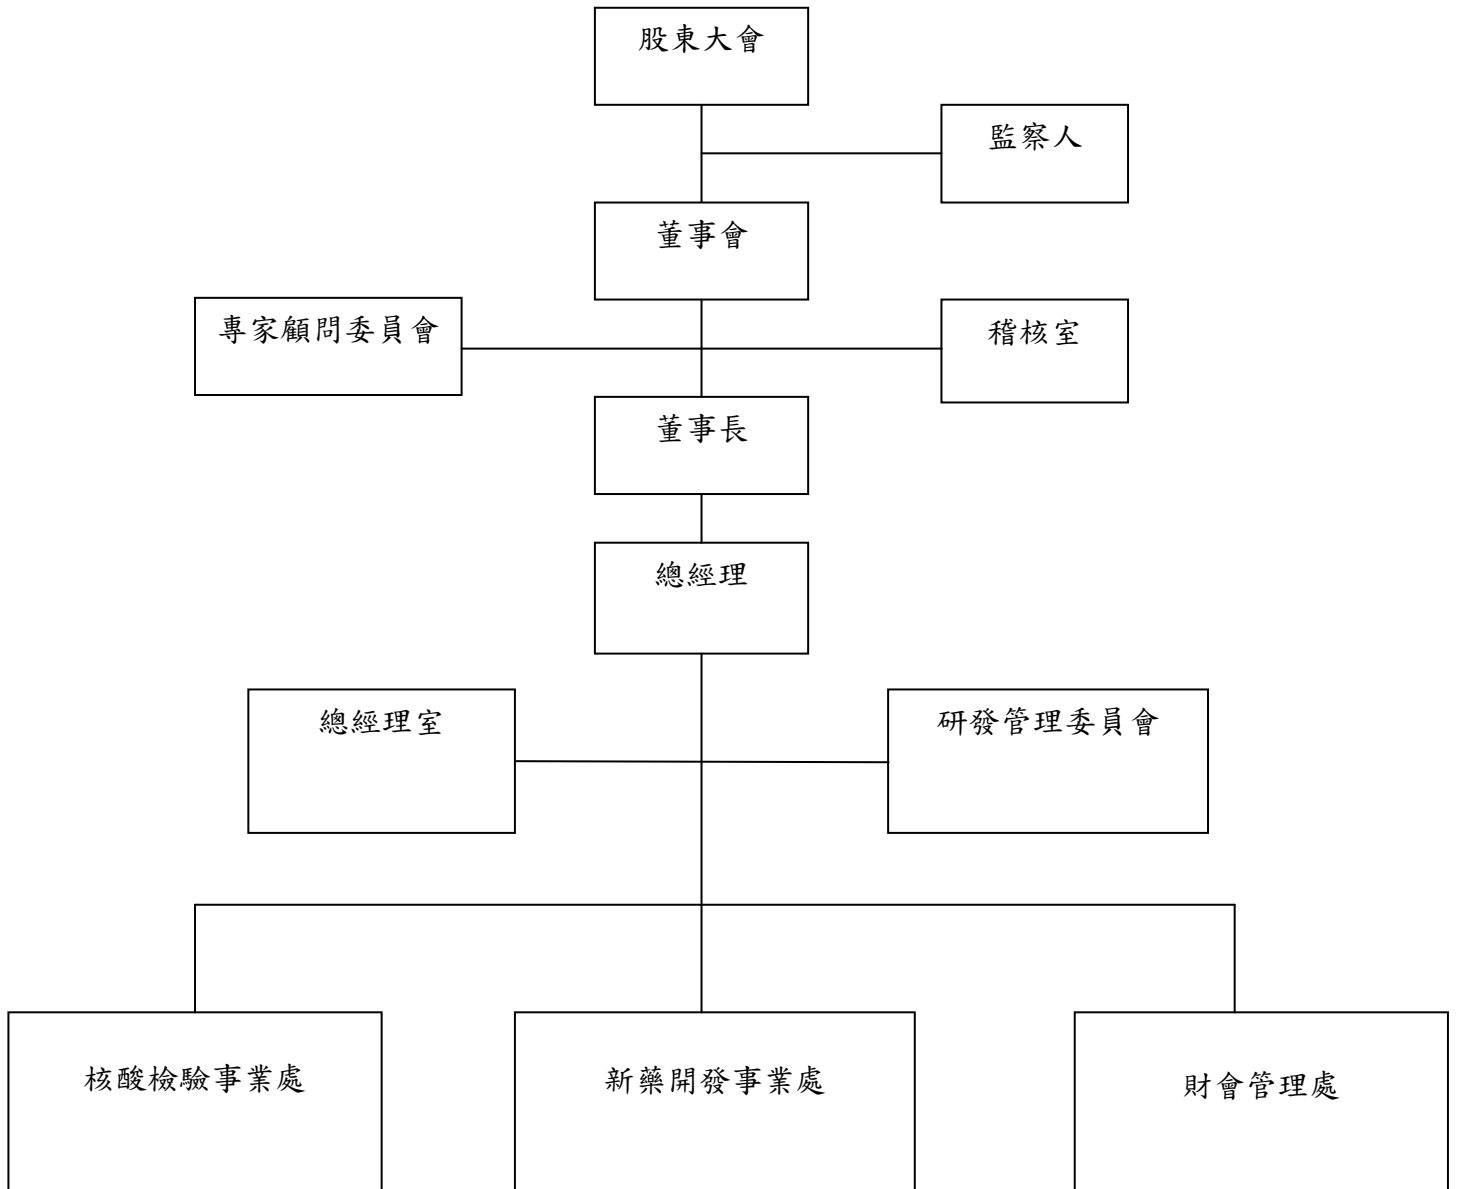 股東大會
監察人
董事會
專家顧問委員會
稽核室
董事長
總經理
總經理室
研發管理委員會
核酸檢驗事業處
新藥開發事業處
財會管理處